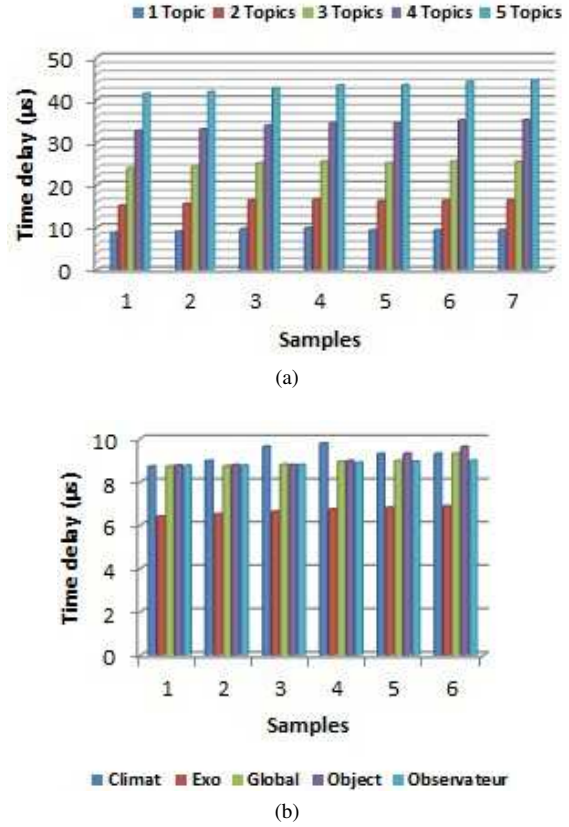 1 Topic 2 Topics 3 Topics 4 Topics 5 Topics
50
40
30
20
10
0
Time delay (µs)
1 2 3 4 5 6 7
Samples
(a)
10
8
6
4
2
0
Time delay (µs)
1 2 3 4 5 6
Samples
Climat Exo Global Object Observateur
(b)